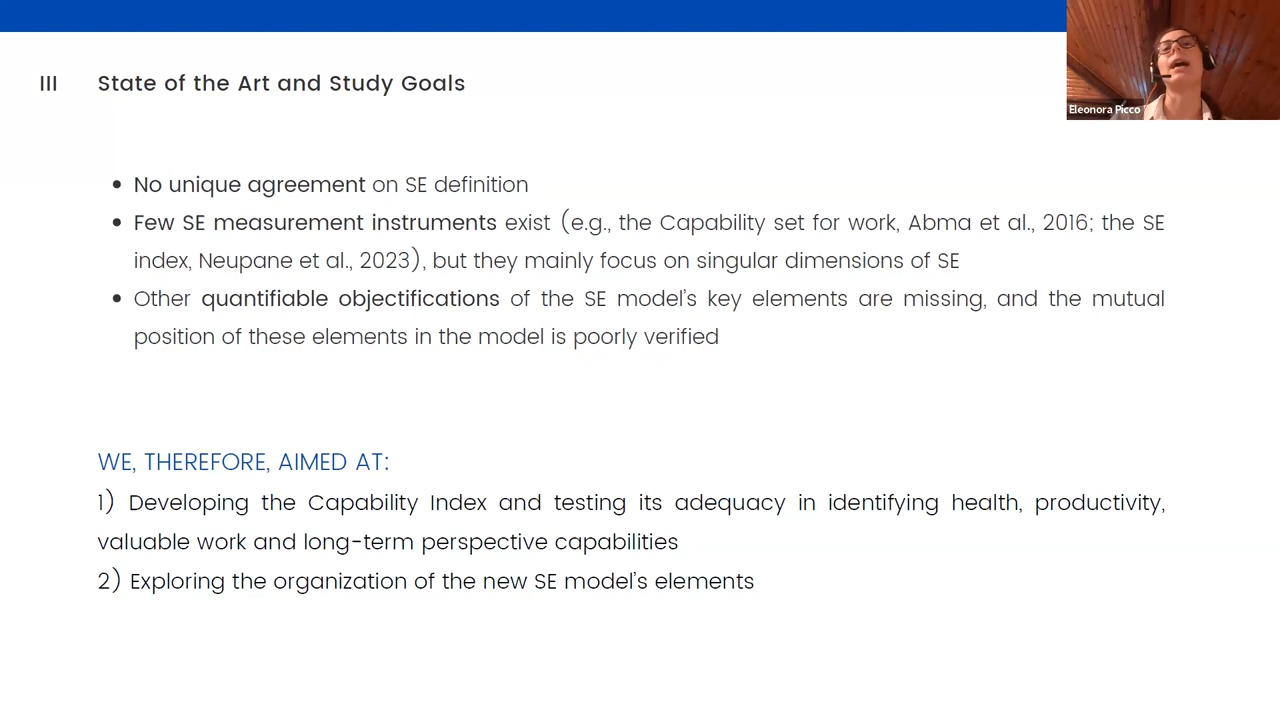 III State of the Art and Study Goals
Eleonora Picco
• No unique agreement on SE definition
• Few SE measurement instruments exist (e.g., the Capability set for work, Abma et al., 2016; the SE
index, Neupane et al., 2023), but they mainly focus on singular dimensions of SE
• Other quantifiable objectifications of the SE model's key elements are missing, and the mutual
position of these elements in the model is poorly verified
WE, THEREFORE, AIMED AT:
1) Developing the Capability Index and testing its adequacy in identifying health, productivity,
valuable work and long-term perspective capabilities
2) Exploring the organization of the new SE model's elements